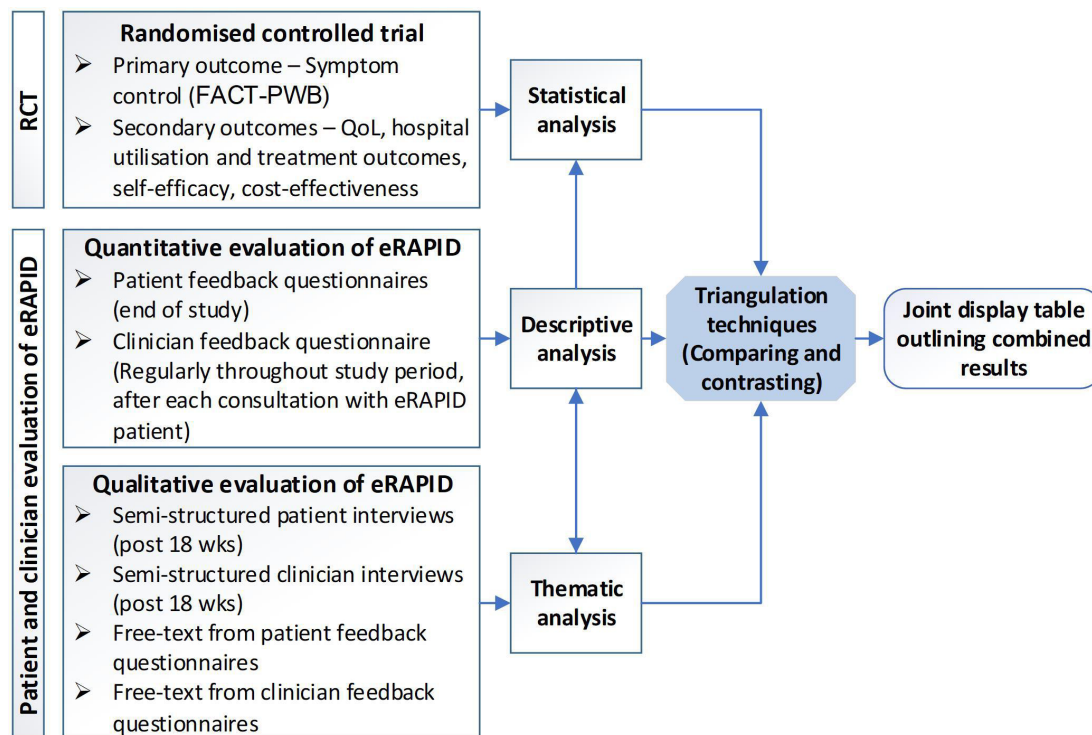 RCT
Randomised controlled trial
➢ Primary outcome – Symptom
control (FACT-PWB)
➢ Secondary outcomes – QoL, hospital
utilisation and treatment outcomes,
self-efficacy, cost-effectiveness
Statistical
analysis
Patient and clinician evaluation of eRAPID
Quantitative evaluation of eRAPID
➢ Patient feedback questionnaires
(end of study)
➢ Clinician feedback questionnaire
(Regularly throughout study period,
after each consultation with eRAPID
patient)
Descriptive
analysis
Triangulation
techniques
(Comparing and
contrasting)
Joint display table
outlining combined
results
Qualitative evaluation of eRAPID
➢ Semi-structured patient interviews
(post 18 wks)
➢ Semi-structured clinician interviews
(post 18 wks)
➢ Free-text from patient feedback
questionnaires
➢ Free-text from clinician feedback
questionnaires
Thematic
analysis